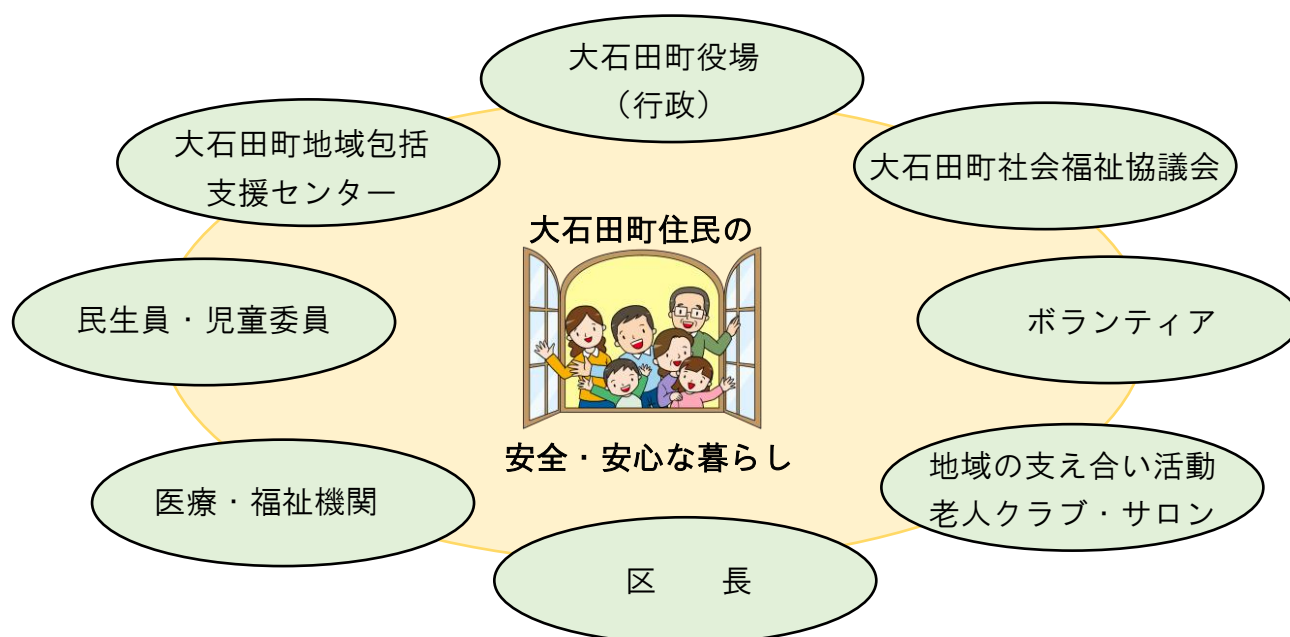 大石田町役場
（行政）
大石田町地域包括
支援センター
大石田町社会福祉協議会
大石田町住民の
民生員・児童委員
ボランティア
安全・安心な暮らし
地域の支え合い活動
老人クラブ・サロン
医療・福祉機関
区　　長